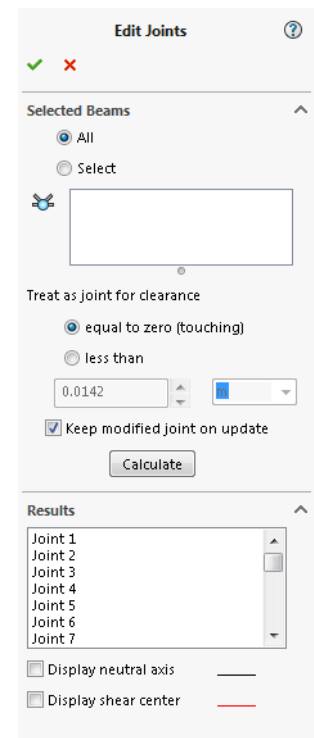 Edit Joints
Selected Beams
All
Select
Treat as joint for clearance
equal to zero (touching)
less than
0.0142 m
Keep modified joint on update
Calculate
Results
Joint 1
Joint 2
Joint 3
Joint 4
Joint 5
Joint 6
Joint 7
Display neutral axis
Display shear center